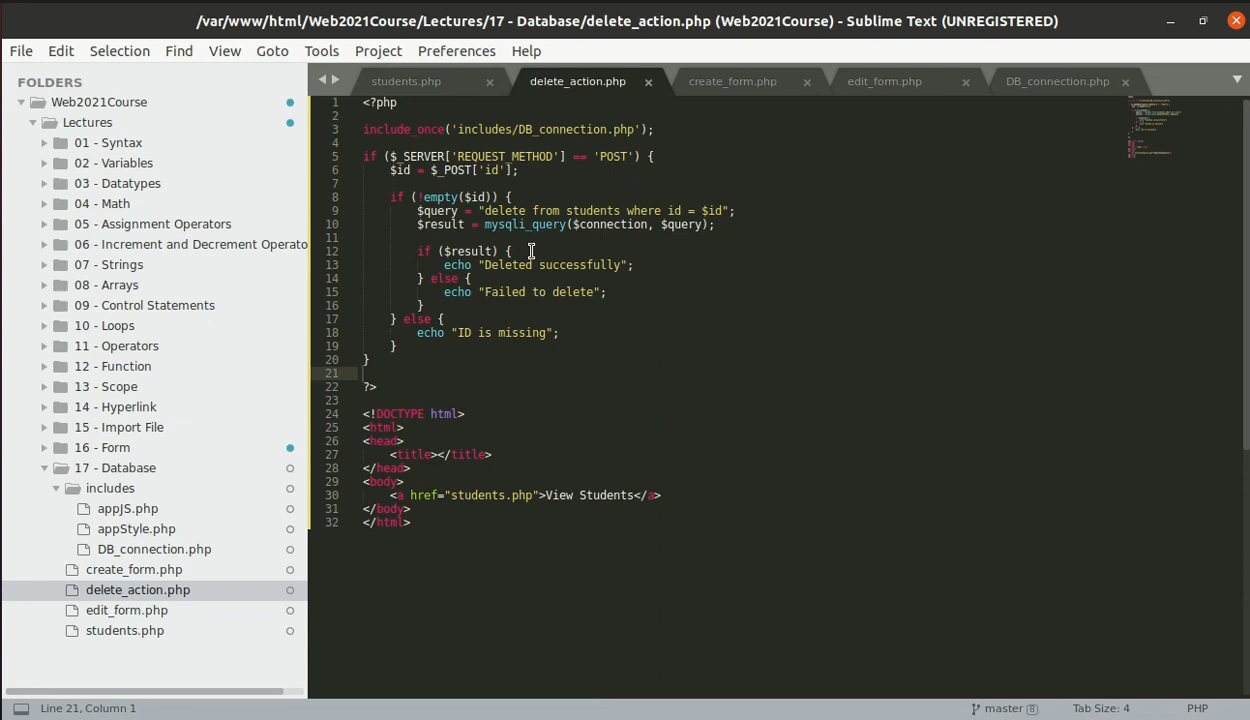 /var/www/html/Web2021Course/Lectures/17 - Database/delete_action.php (Web2021Course) - Sublime Text (UNREGISTERED)
File Edit Selection Find View Goto Tools Project Preferences Help
FOLDERS
Web2021Course
Lectures
01 - Syntax
02 - Variables
03 - Datatypes
04 - Math
05 - Assignment Operators
06 - Increment and Decrement Operato
07 - Strings
08 - Arrays
09 - Control Statements
10 - Loops
11 - Operators
12 - Function
13 - Scope
14 - Hyperlink
15 - Import File
16 - Form
17 - Database
includes
appJS.php
appStyle.php
DB_connection.php
create_form.php
delete_action.php
edit_form.php
students.php
students.php delete_action.php create_form.php edit_form.php DB_connection.php
1 <?php
2
3 include_once('includes/DB_connection.php');
4
5 if ($_SERVER['REQUEST_METHOD'] == 'POST') {
6 $id = $_POST['id'];
7
8 if (!empty($id)) {
9 $query = "delete from students where id = $id";
10 $result = mysqli_query($connection, $query);
11
12 if ($result) {
13 echo "Deleted successfully";
14 } else {
15 echo "Failed to delete";
16 }
17 } else {
18 echo "ID is missing";
19 }
20 }
21
22 ?>
23
24 <!DOCTYPE html>
25 <html>
26 <head>
27 <title></title>
28 </head>
29 <body>
30 <a href="students.php">View Students</a>
31 </body>
32 </html>
Line 21, Column 1 master 8 Tab Size: 4 PHP